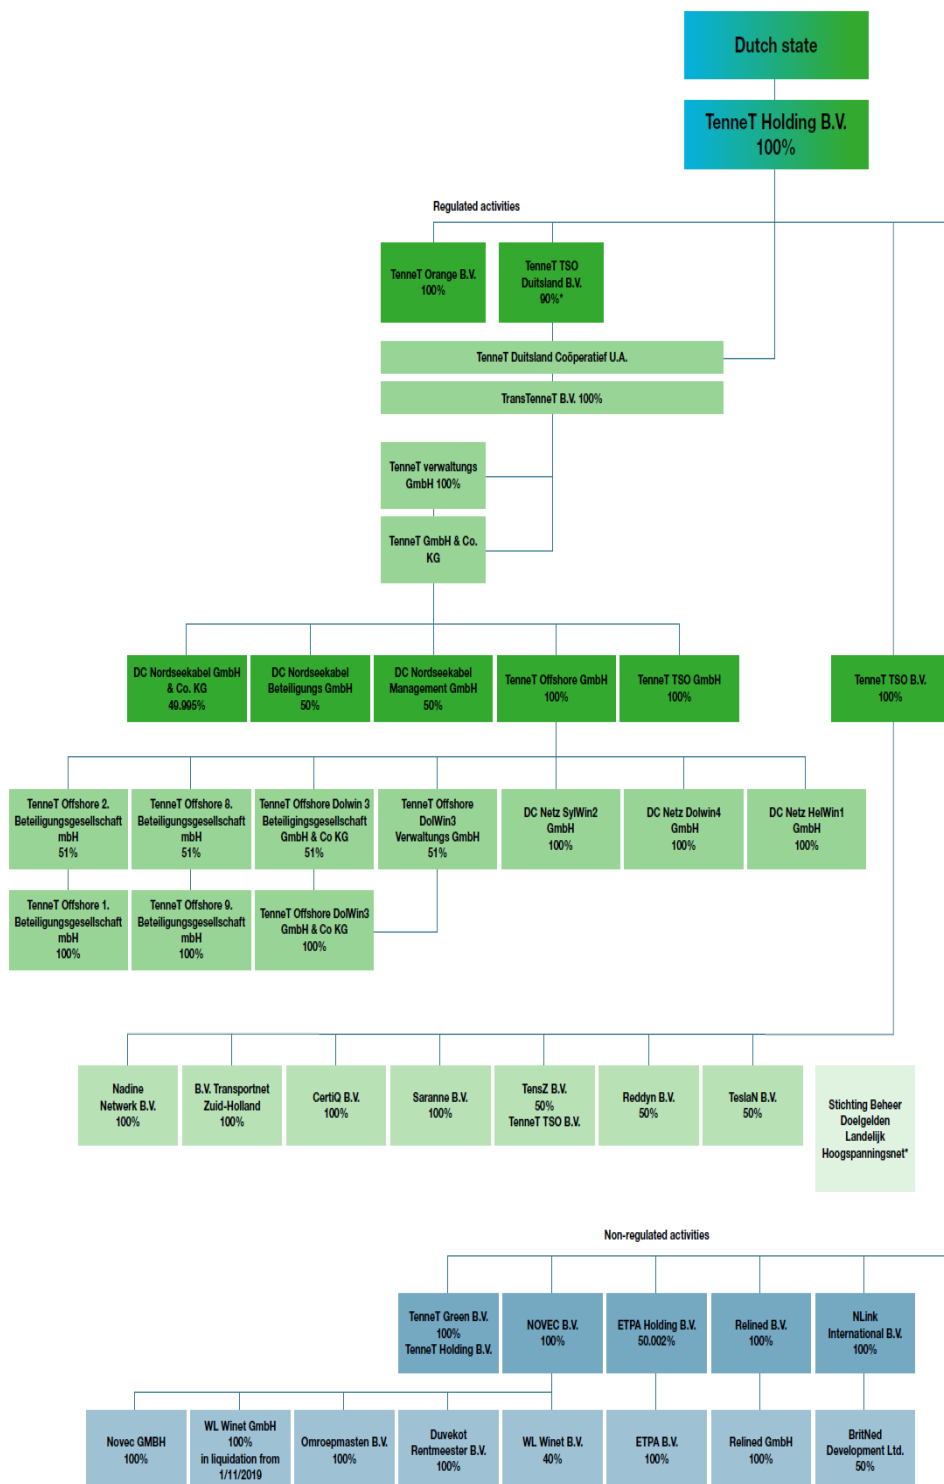 Dutch state
TenneT Holding B.V.
100%
Regulated activities
TenneT Orange B.V.
100%
TenneT TSO
Duitsland B.V.
90%*
TenneT Duitsland Coöperatief U.A.
TransTenneT B.V. 100%
TenneT verwaltungs
GmbH 100%
TenneT GmbH & Co.
KG
DC Nordseekabel GmbH
& Co. KG
49.995%
DC Nordseekabel
Beteiligungs GmbH
50%
DC Nordseekabel
Management GmbH
50%
TenneT Offshore GmbH
100%
TenneT TSO GmbH
100%
TenneT TSO B.V.
100%
TenneT Offshore 2.
Beteiligungsgesellschaft
mbH
51%
TenneT Offshore 8.
Beteiligungsgesellschaft
mbH
51%
TenneT Offshore Dolwin 3
Beteligingsgesellschaft
GmbH & Co KG
51%
TenneT Offshore
DolWin3
Verwaltungs GmbH
51%
DC Netz SylWin2
GmbH
100%
DC Netz Dolwin4
GmbH
100%
DC Netz HelWin1
GmbH
100%
TenneT Offshore 1.
Beteiligungsgesellschaft
mbH
100%
TenneT Offshore 9.
Beteiligungsgesellschaft
mbH
100%
TenneT Offshore DolWin3
GmbH & Co KG
100%
Nadine
Netwerk B.V.
100%
B.V. Transportnet
Zuid-Holland
100%
CertiQ B.V.
100%
Saranne B.V.
100%
TensZ B.V.
50%
TenneT TSO B.V.
Reddyn B.V.
50%
TeslaN B.V.
50%
Stichting Beheer
Doelgelden
Landelijk
Hoogspanningsnet*
Non-regulated activities
TenneT Green B.V.
100%
TenneT Holding B.V.
NOVEC B.V.
100%
ETPA Holding B.V.
50.002%
Relined B.V.
100%
NLink
International B.V.
100%
Novec GMBH
100%
WL Winet GmbH
100%
in liquidation from
1/11/2019
Omroepmasten B.V.
100%
Duvekot
Rentmeester B.V.
100%
WL Winet B.V.
40%
ETPA B.V.
100%
Relined GmbH
100%
BritNed
Development Ltd.
50%